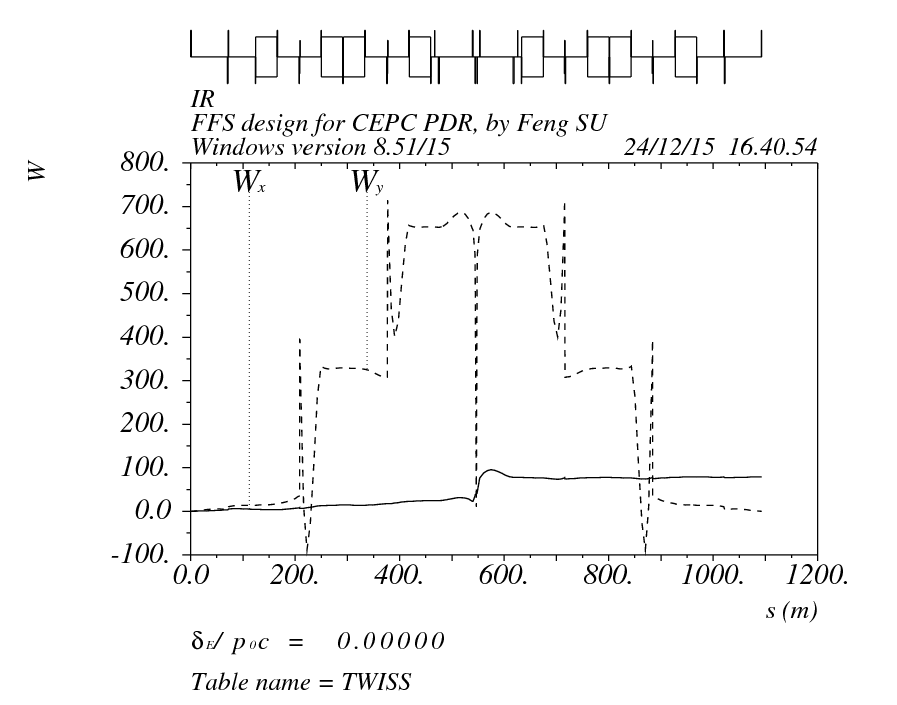 IR
FFS design for CEPC PDR, by Feng SU
Windows version 8.51/15 24/12/15 16.40.54
W
Wx Wy
800.
700.
600.
500.
400.
300.
200.
100.
0.0
-100.
0.0 200. 400. 600. 800. 1000. 1200.
s (m)
δE/ p0c = 0.00000
Table name = TWISS